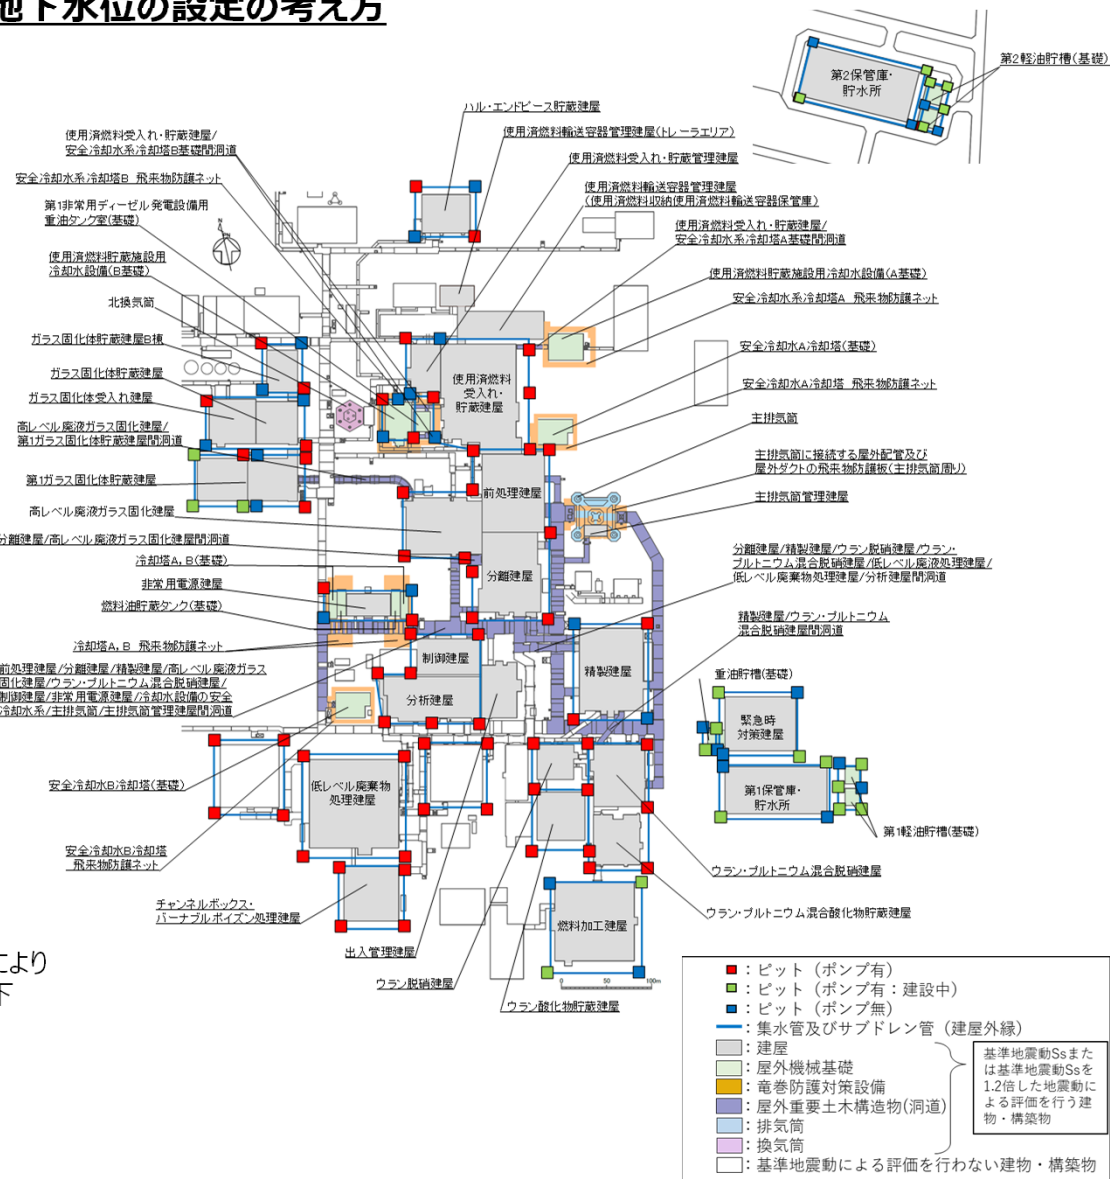 地下水位の設定の考え方
第2保管庫・
貯水所
第2軽油貯槽(基礎)
ハル・エンドピース貯蔵建屋
使用済燃料輸送容器管理建屋(トレーラエリア)
使用済燃料受入れ・貯蔵管理建屋
使用済燃料輸送容器管理建屋
(使用済燃料収納使用済燃料輸送容器保管庫)
使用済燃料受入れ・貯蔵建屋/
安全冷却水系冷却塔A基礎間洞道
使用済燃料貯蔵施設用冷却水設備(A基礎)
安全冷却水系冷却塔A 飛来物防護ネット
安全冷却水A冷却塔(基礎)
安全冷却水A冷却塔 飛来物防護ネット
主排気筒
主排気筒に接続する屋外配管及び
屋外ダクトの飛来物防護板(主排気筒周り)
主排気筒管理建屋
分離建屋/精製建屋/ウラン脱硝建屋/ウラン・
プルトニウム混合脱硝建屋/低レベル廃液処理建屋/
低レベル廃棄物処理建屋/分析建屋間洞道
精製建屋/ウラン・プルトニウム
混合脱硝建屋間洞道
使用済燃料受入れ・貯蔵建屋/
安全冷却水系冷却塔B基礎間洞道
安全冷却水系冷却塔B 飛来物防護ネット
第1非常用ディーゼル発電設備用
重油タンク室(基礎)
使用済燃料貯蔵施設用
冷却水設備(B基礎)
北換気筒
ガラス固化体貯蔵建屋B棟
ガラス固化体貯蔵建屋
ガラス固化体受入れ建屋
高レベル廃液ガラス固化建屋/
第1ガラス固化体貯蔵建屋間洞道
第1ガラス固化体貯蔵建屋
高レベル廃液ガラス固化建屋
分離建屋/高レベル廃液ガラス固化建屋間洞道
冷却塔A,B(基礎)
非常用電源建屋
燃料油貯蔵タンク(基礎)
冷却塔A,B 飛来物防護ネット
前処理建屋/分離建屋/精製建屋/高レベル廃液ガラス
固化建屋/ウラン・プルトニウム混合脱硝建屋/
制御建屋/非常用電源建屋/冷却水設備の安全
冷却水系/主排気筒/主排気筒管理建屋間洞道
安全冷却水B冷却塔(基礎)
安全冷却水B冷却塔
飛来物防護ネット
チャンネルボックス・
バーナブルポイズン処理建屋
出入管理建屋
ウラン脱硝建屋
ウラン酸化物貯蔵建屋
使用済燃料
受入れ・
貯蔵建屋
前処理建屋
分離建屋
制御建屋
分析建屋
精製建屋
低レベル廃棄物
処理建屋
燃料加工建屋
0 50 100m
重油貯槽(基礎)
緊急時
対策建屋
第1保管庫・
貯水所
第1軽油貯槽(基礎)
ウラン・プルトニウム混合脱硝建屋
ウラン・プルトニウム混合酸化物貯蔵建屋
により
下
:ピット(ポンプ有)
:ピット(ポンプ有:建設中)
:ピット(ポンプ無)
:集水管及びサブドレン管(建屋外縁)
:建屋
:屋外機械基礎
:竜巻防護対策設備
:屋外重要土木構造物(洞道)
:排気筒
:換気筒
:基準地震動による評価を行わない建物・構築物
基準地震動Ssまた
は基準地震動Ssを
1.2倍した地震動に
よる評価を行う建
物・構築物